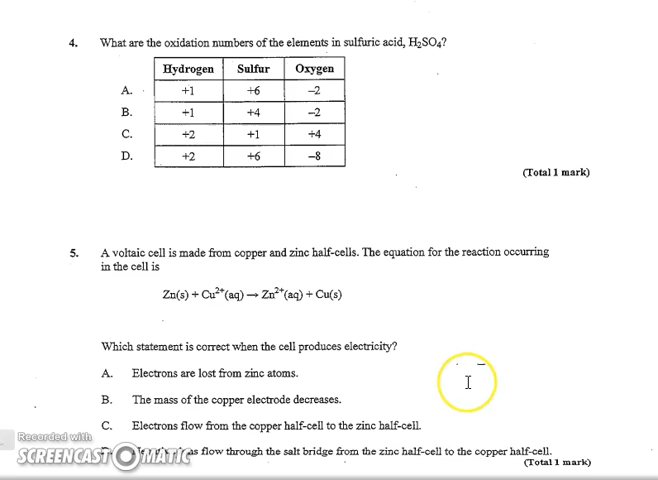 4. What are the oxidation numbers of the elements in sulfuric acid, H₂SO₄?
Hydrogen Sulfur Oxygen
A. +1 +6 –2
B. +1 +4 –2
C. +2 +1 +4
D. +2 +6 –8
(Total 1 mark)
5. A voltaic cell is made from copper and zinc half-cells. The equation for the reaction occurring
in the cell is
Zn(s) + Cu²⁺(aq) → Zn²⁺(aq) + Cu(s)
Which statement is correct when the cell produces electricity?
A. Electrons are lost from zinc atoms.
B. The mass of the copper electrode decreases.
C. Electrons flow from the copper half-cell to the zinc half-cell.
flow through the salt bridge from the zinc half-cell to the copper half-cell.
(Total 1 mark)
Recorded with
SCREENCAST-O-MATIC